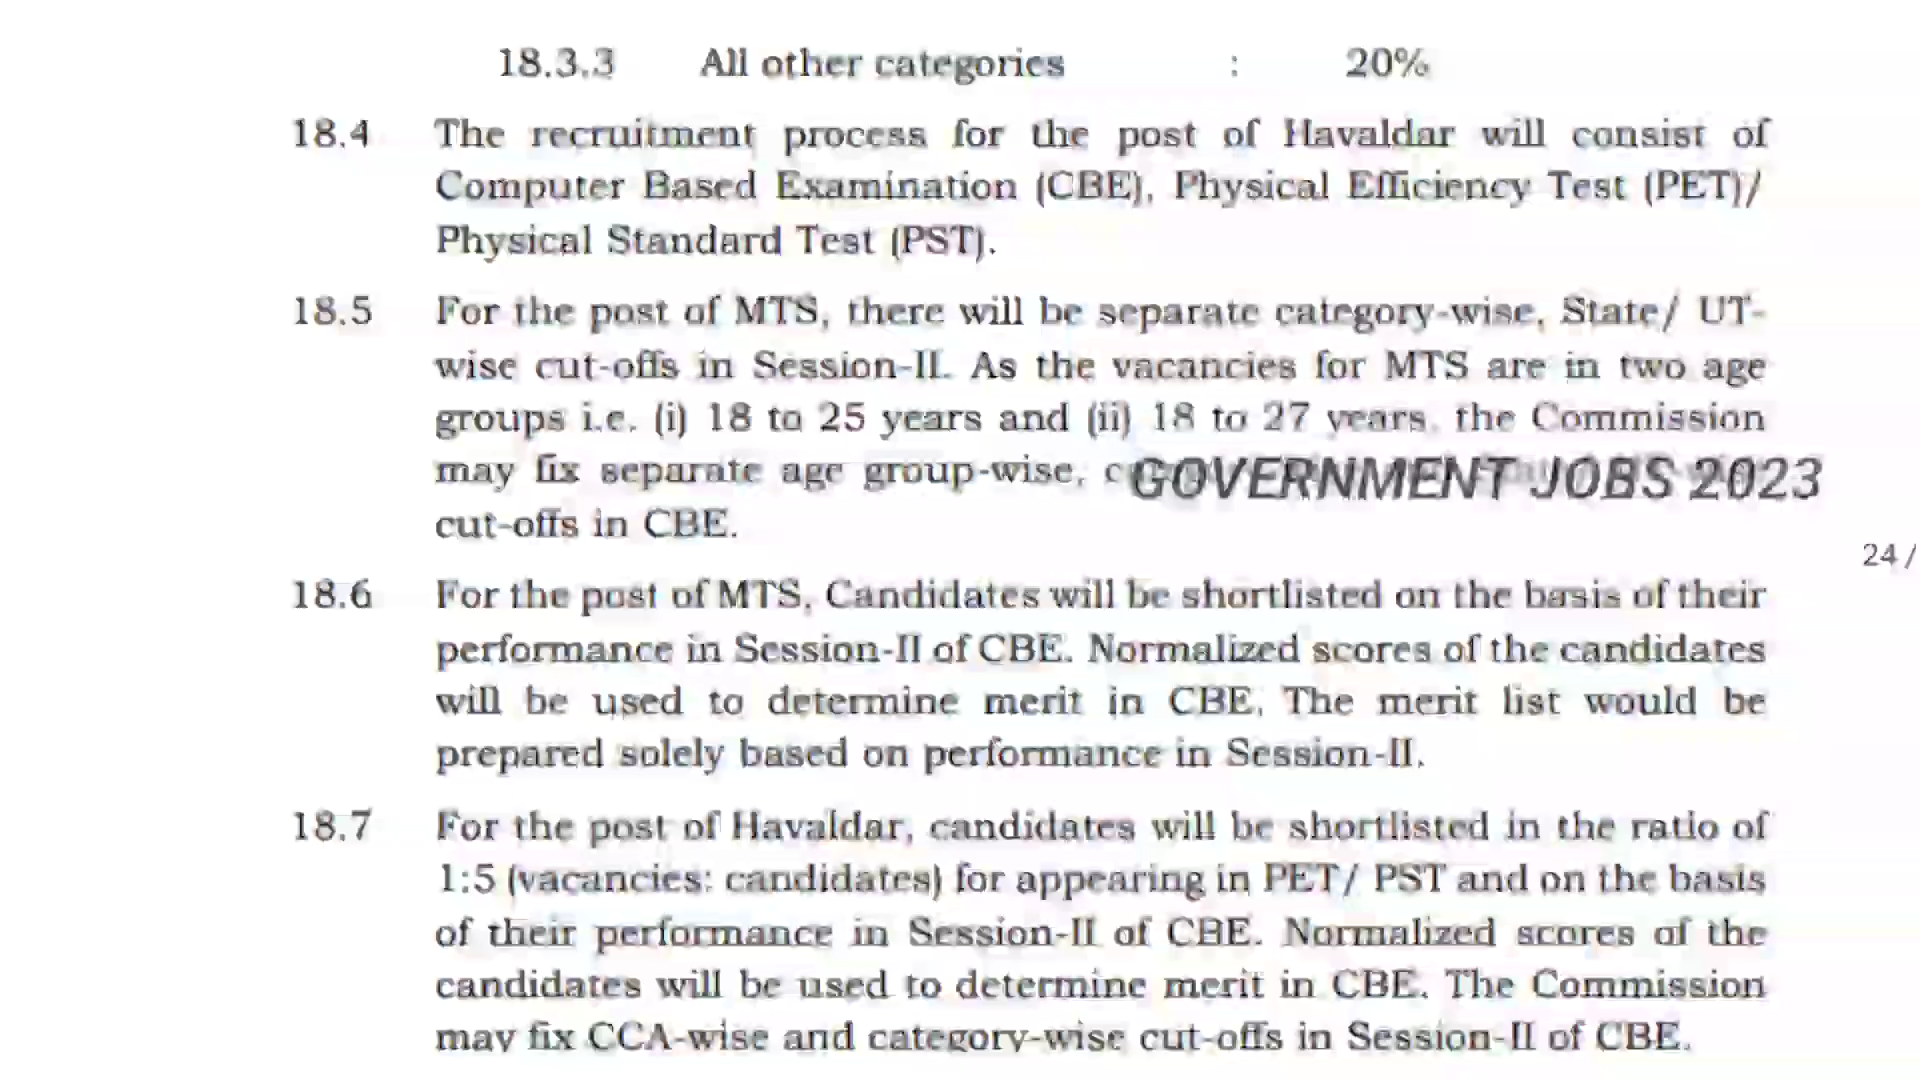 18.3.3 All other categories : 20%
18.4 The recruitment process for the post of Havaldar will consist of
Computer Based Examination (CBE), Physical Efficiency Test (PET)/
Physical Standard Test (PST).
18.5 For the post of MTS, there will be separate category-wise, State/ UT-
wise cut-offs in Session-II. As the vacancies for MTS are in two age
groups i.e. (i) 18 to 25 years and (ii) 18 to 27 years, the Commission
may fix separate age group-wise,
GOVERNMENT JOBS 2023
cut-offs in CBE.
24 /
18.6 For the post of MTS, Candidates will be shortlisted on the basis of their
performance in Session-II of CBE. Normalized scores of the candidates
will be used to determine merit in CBE. The merit list would be
prepared solely based on performance in Session-II.
18.7 For the post of Havaldar, candidates will be shortlisted in the ratio of
1:5 (vacancies: candidates) for appearing in PET/ PST and on the basis
of their performance in Session-II of CBE. Normalized scores of the
candidates will be used to determine merit in CBE. The Commission
may fix CCA-wise and category-wise cut-offs in Session-II of CBE.